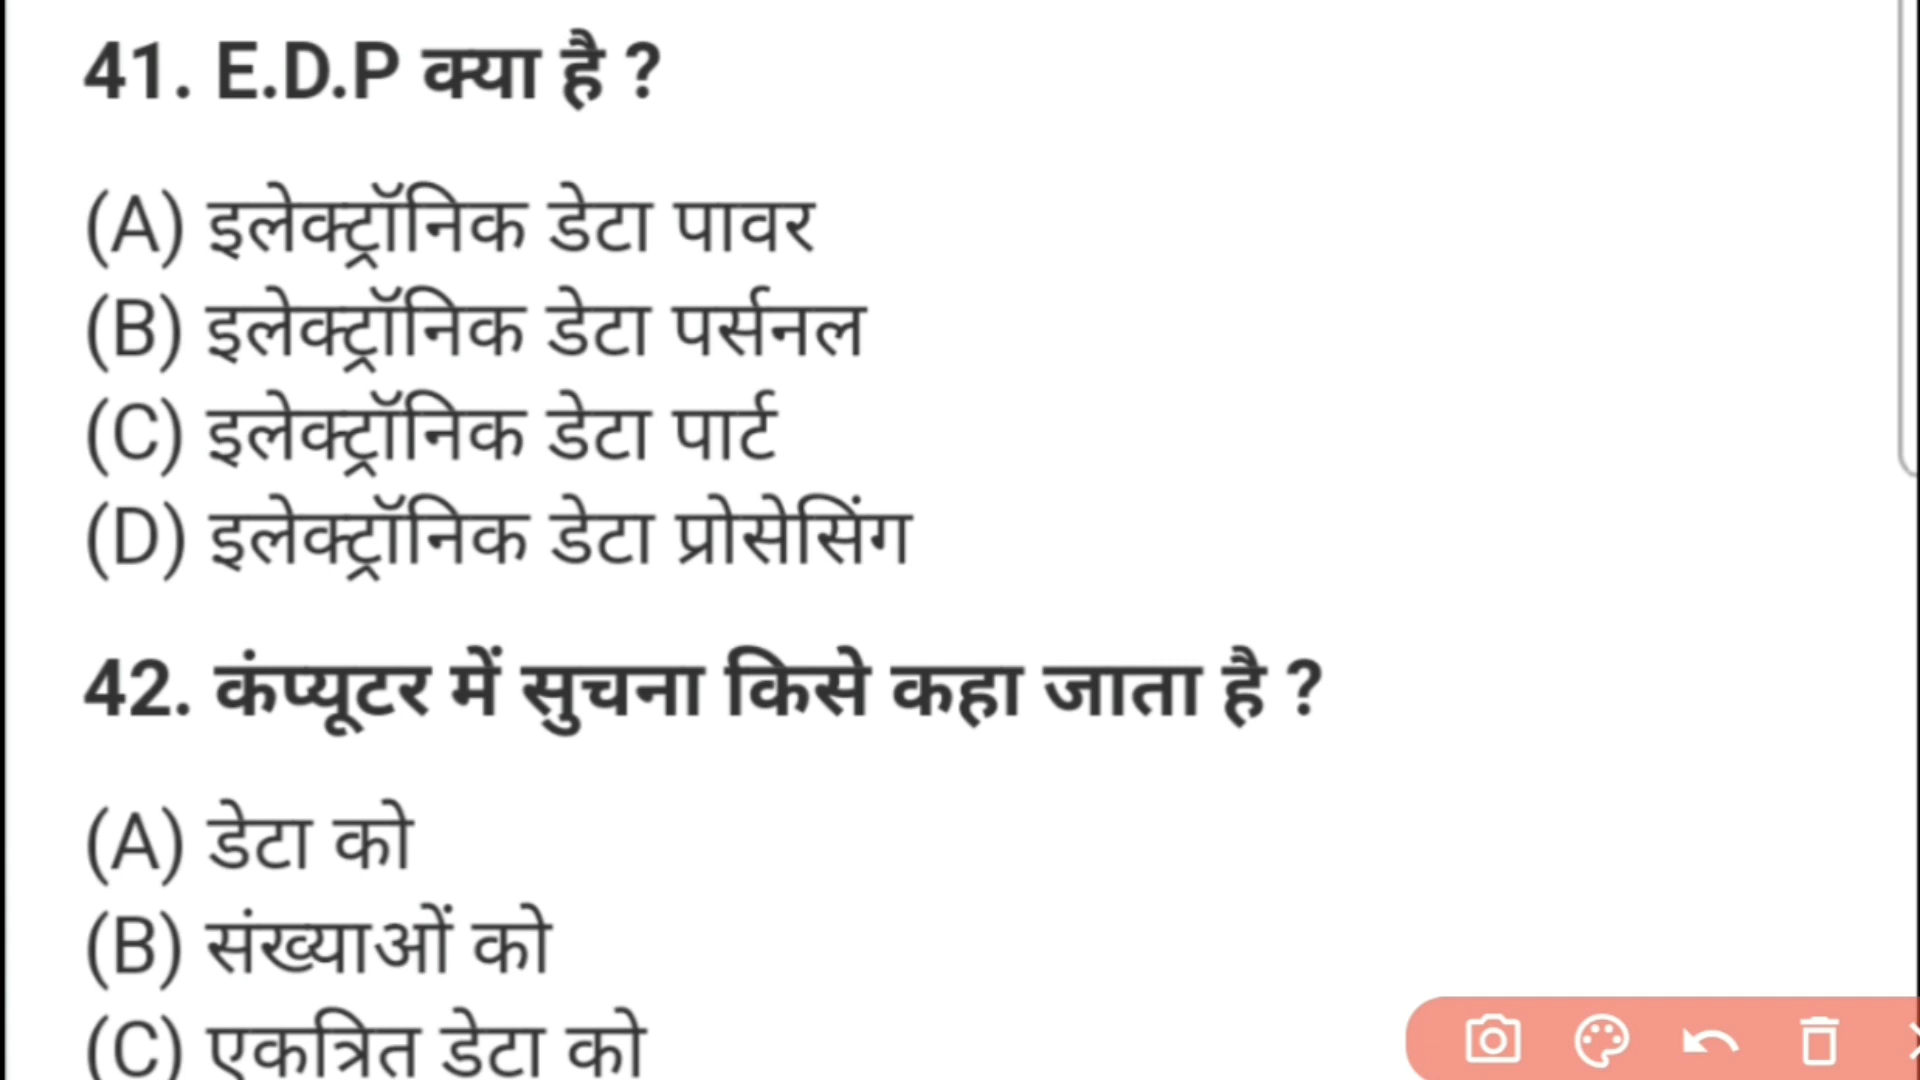 41. E.D.P क्या है ?
(A) इलेक्ट्रॉनिक डेटा पावर
(B) इलेक्ट्रॉनिक डेटा पर्सनल
(C) इलेक्ट्रॉनिक डेटा पार्ट
(D) इलेक्ट्रॉनिक डेटा प्रोसेसिंग
42. कंप्यूटर में सुचना किसे कहा जाता है ?
(A) डेटा को
(B) संख्याओं को
(C) एकत्रित डेटा को